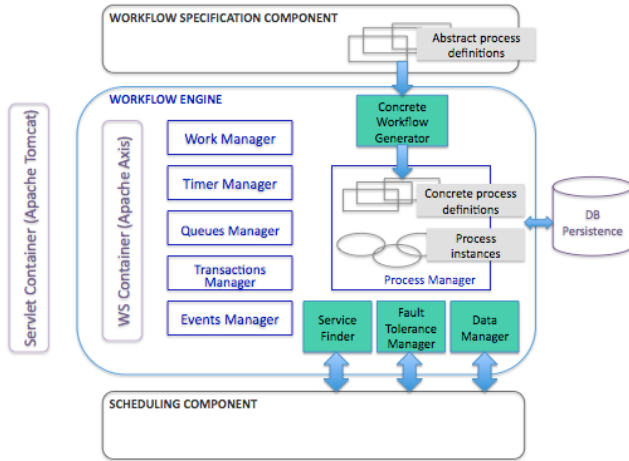 WORKFLOW SPECIFICATION COMPONENT
Abstract process
definitions
Servlet Container (Apache Tomcat)
WORKFLOW ENGINE
WS Container (Apache Axis)
Work Manager
Timer Manager
Queues Manager
Transactions
Manager
Events Manager
Concrete
Workflow
Generator
Concrete process
definitions
Process
instances
Process Manager
DB
Persistence
Service
Finder
Fault
Tolerance
Manager
Data
Manager
SCHEDULING COMPONENT